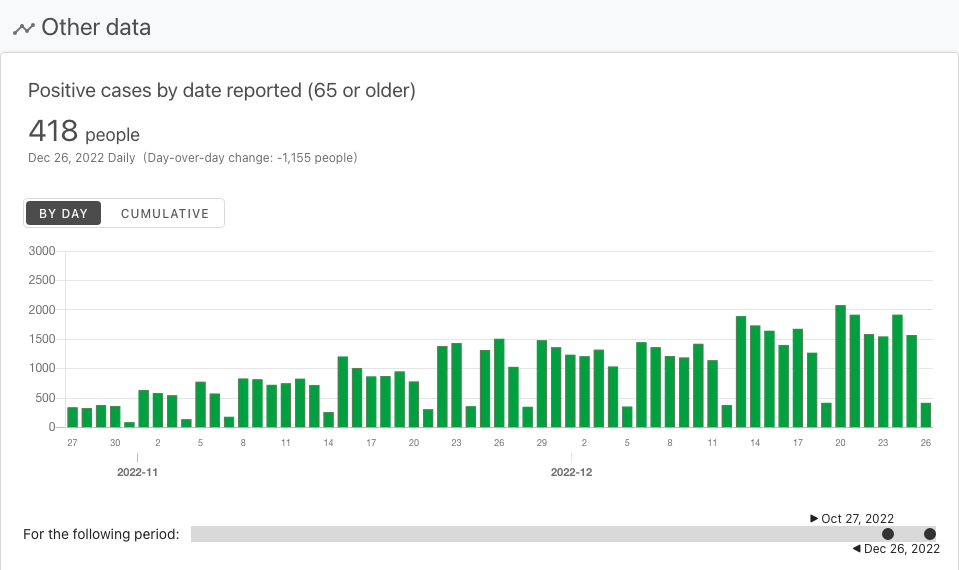 Other data
Positive cases by date reported (65 or older)
418 people
Dec 26, 2022 Daily (Day-over-day change: -1,155 people)
BY DAY CUMULATIVE
3000
2500
2000
1500
1000
500
0
27 30 2 5 8 11 14 17 20 23 26 29 2 5 8 11 14 17 20 23 26
2022-11 2022-12
Oct 27, 2022
For the following period:
Dec 26, 2022